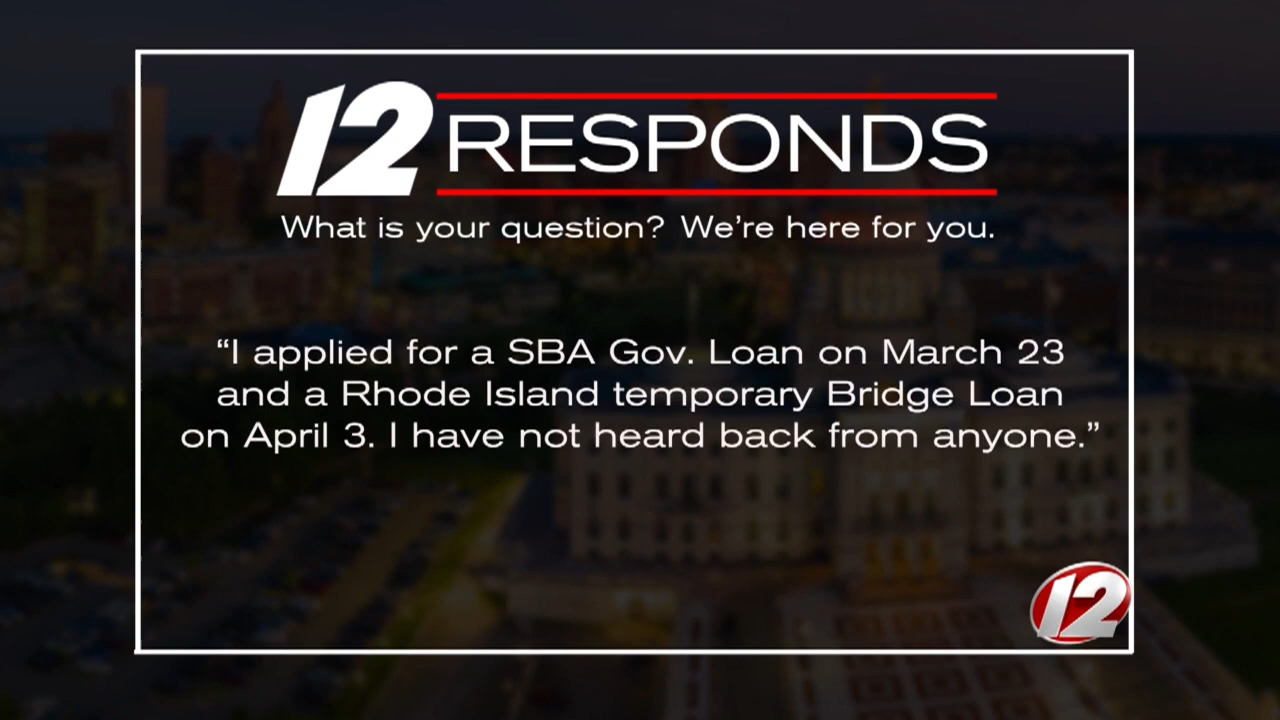 12 RESPONDS
What is your question? We're here for you.
“I applied for a SBA Gov. Loan on March 23
and a Rhode Island temporary Bridge Loan
on April 3. I have not heard back from anyone.”
12